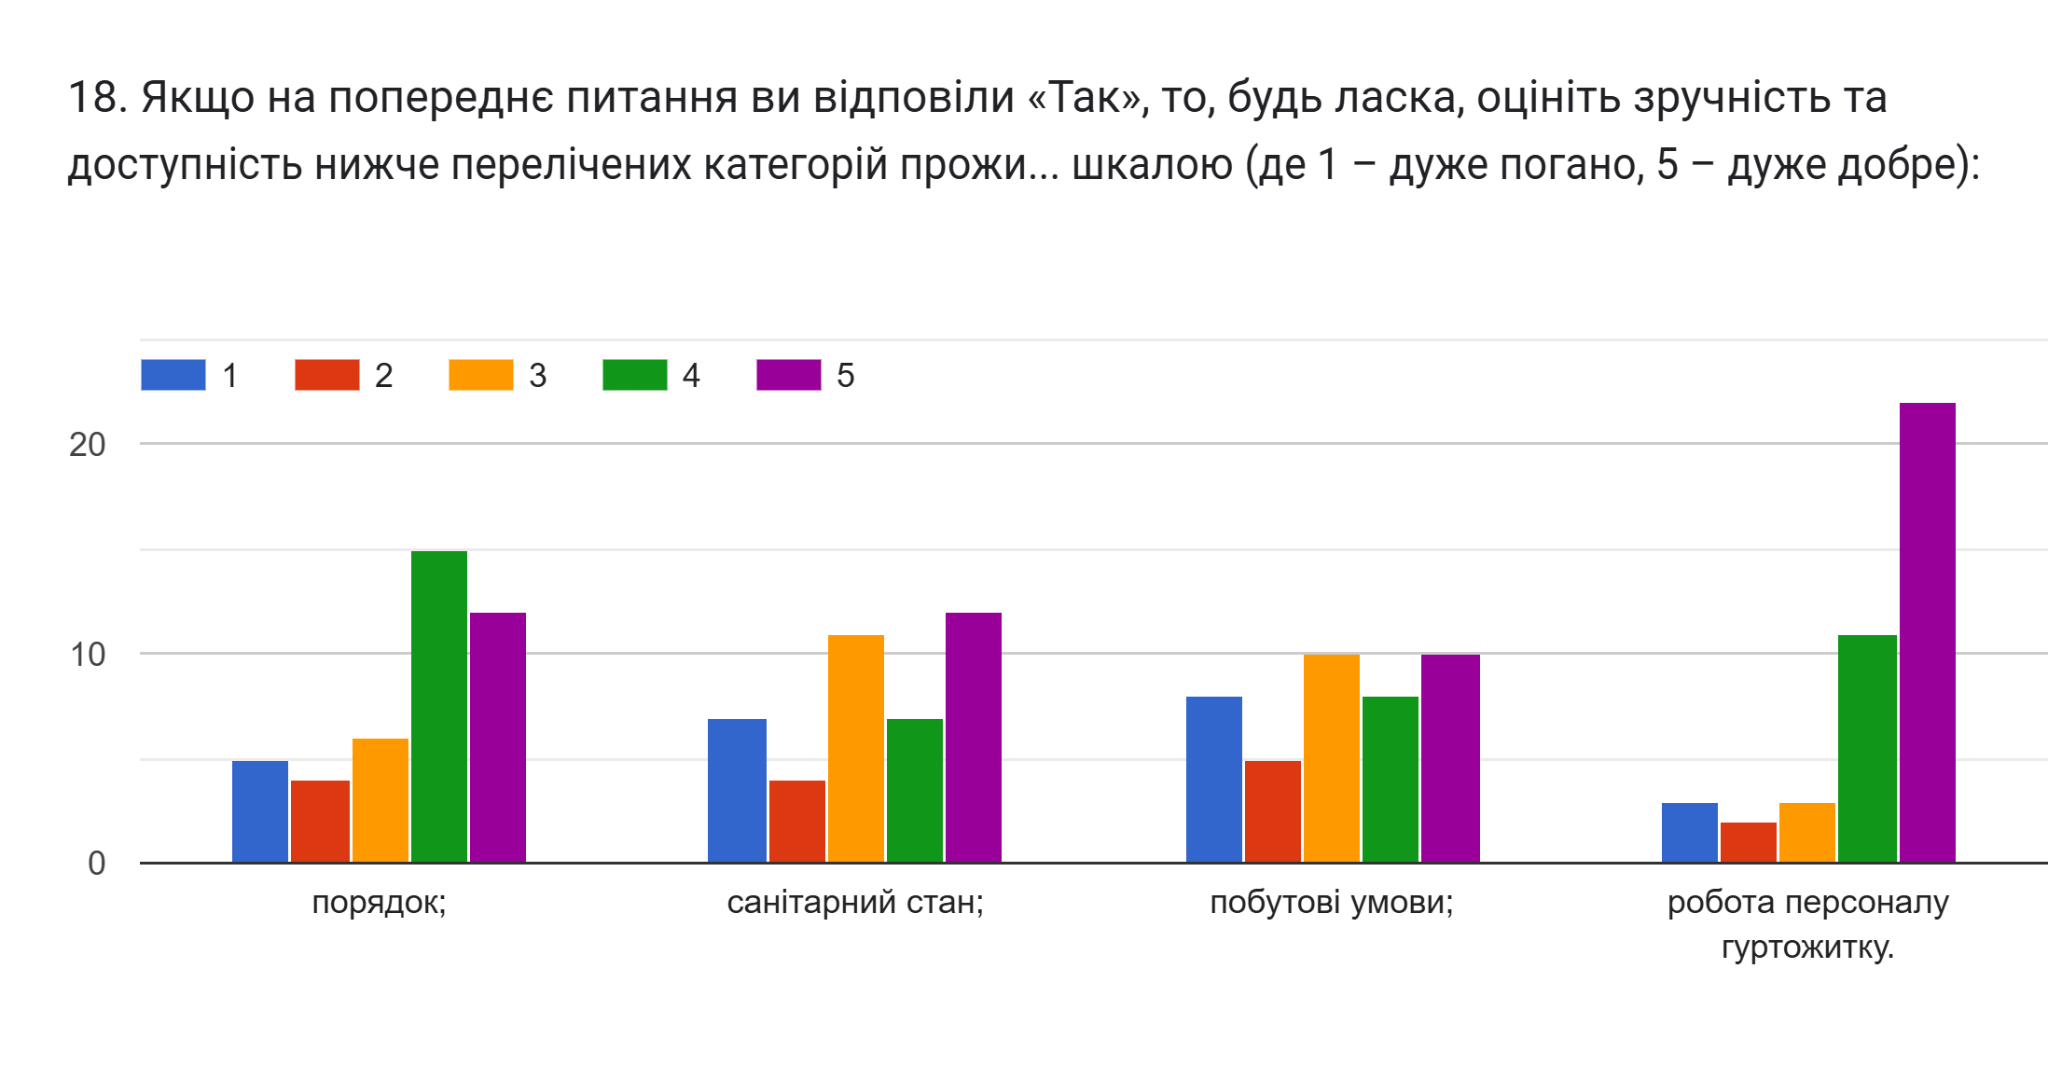 18. Якщо на попереднє питання ви відповіли «Так», то, будь ласка, оцініть зручність та
доступність нижче перелічених категорій прожи... шкалою (де 1 – дуже погано, 5 – дуже добре):
1 2 3 4 5
20
10
0
порядок; санітарний стан; побутові умови; робота персоналу
гуртожитку.